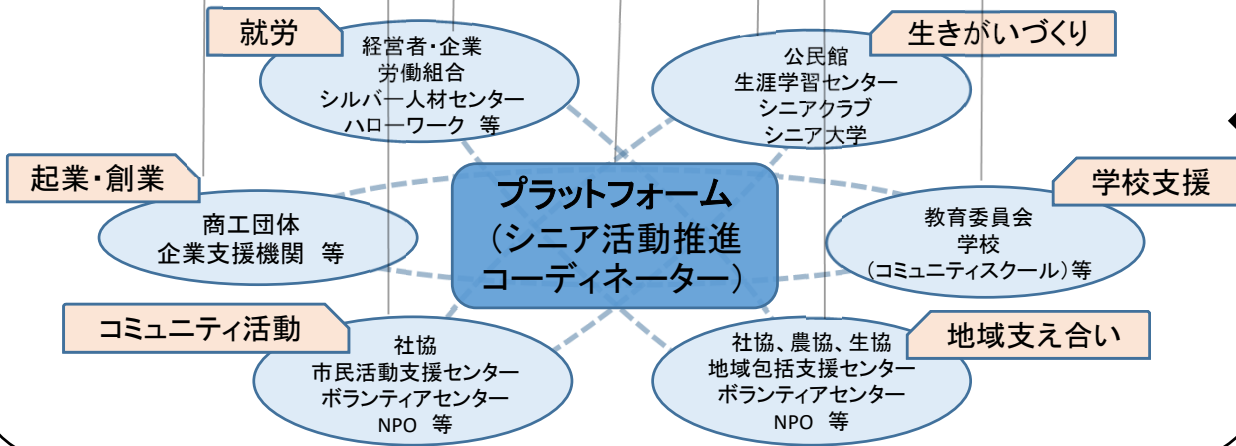 就労
経営者・企業
労働組合
シルバー人材センター
ハローワーク 等
生きがいづくり
公民館
生涯学習センター
シニアクラブ
シニア大学
起業・創業
商工団体
企業支援機関 等
プラットフォーム
（シニア活動推進
コーディネーター）
学校支援
教育委員会
学校
（コミュニティスクール）等
コミュニティ活動
社協
市民活動支援センター
ボランティアセンター
NPO 等
地域支え合い
社協、農協、生協
地域包括支援センター
ボランティアセンター
NPO 等